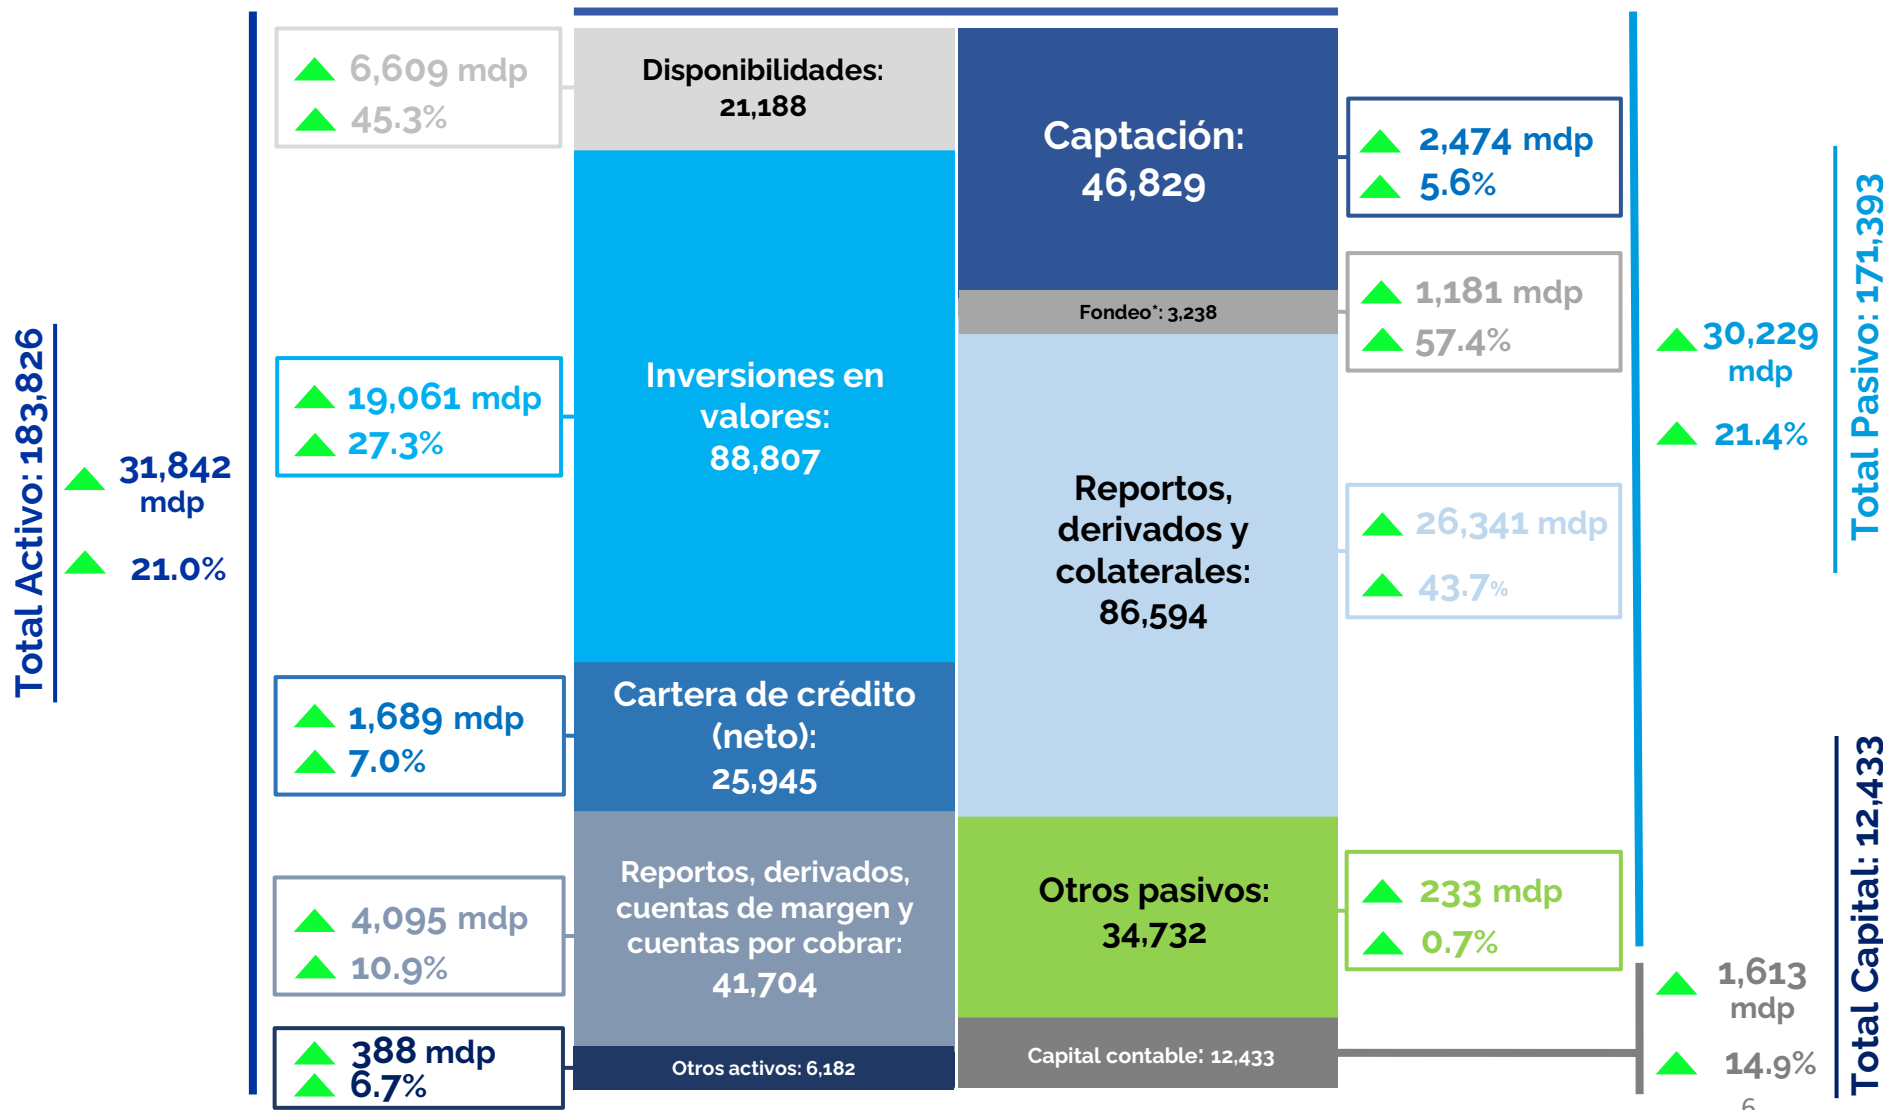 Total Activo: 183,826
31,842
mdp
21.0%
6,609 mdp
45.3%
19,061 mdp
27.3%
1,689 mdp
7.0%
4,095 mdp
10.9%
388 mdp
6.7%
Disponibilidades:
21,188
Inversiones en
valores:
88,807
Cartera de crédito
(neto):
25,945
Reportos, derivados,
cuentas de margen y
cuentas por cobrar:
41,704
Otros activos: 6,182
Captación:
46,829
Fondeo*: 3,238
Reportos,
derivados y
colaterales:
86,594
Otros pasivos:
34,732
Capital contable: 12,433
2,474 mdp
5.6%
1,181 mdp
57.4%
26,341 mdp
43.7%
233 mdp
0.7%
30,229
mdp
21.4%
Total Pasivo: 171,393
1,613
mdp
14.9%
Total Capital: 12,433
6